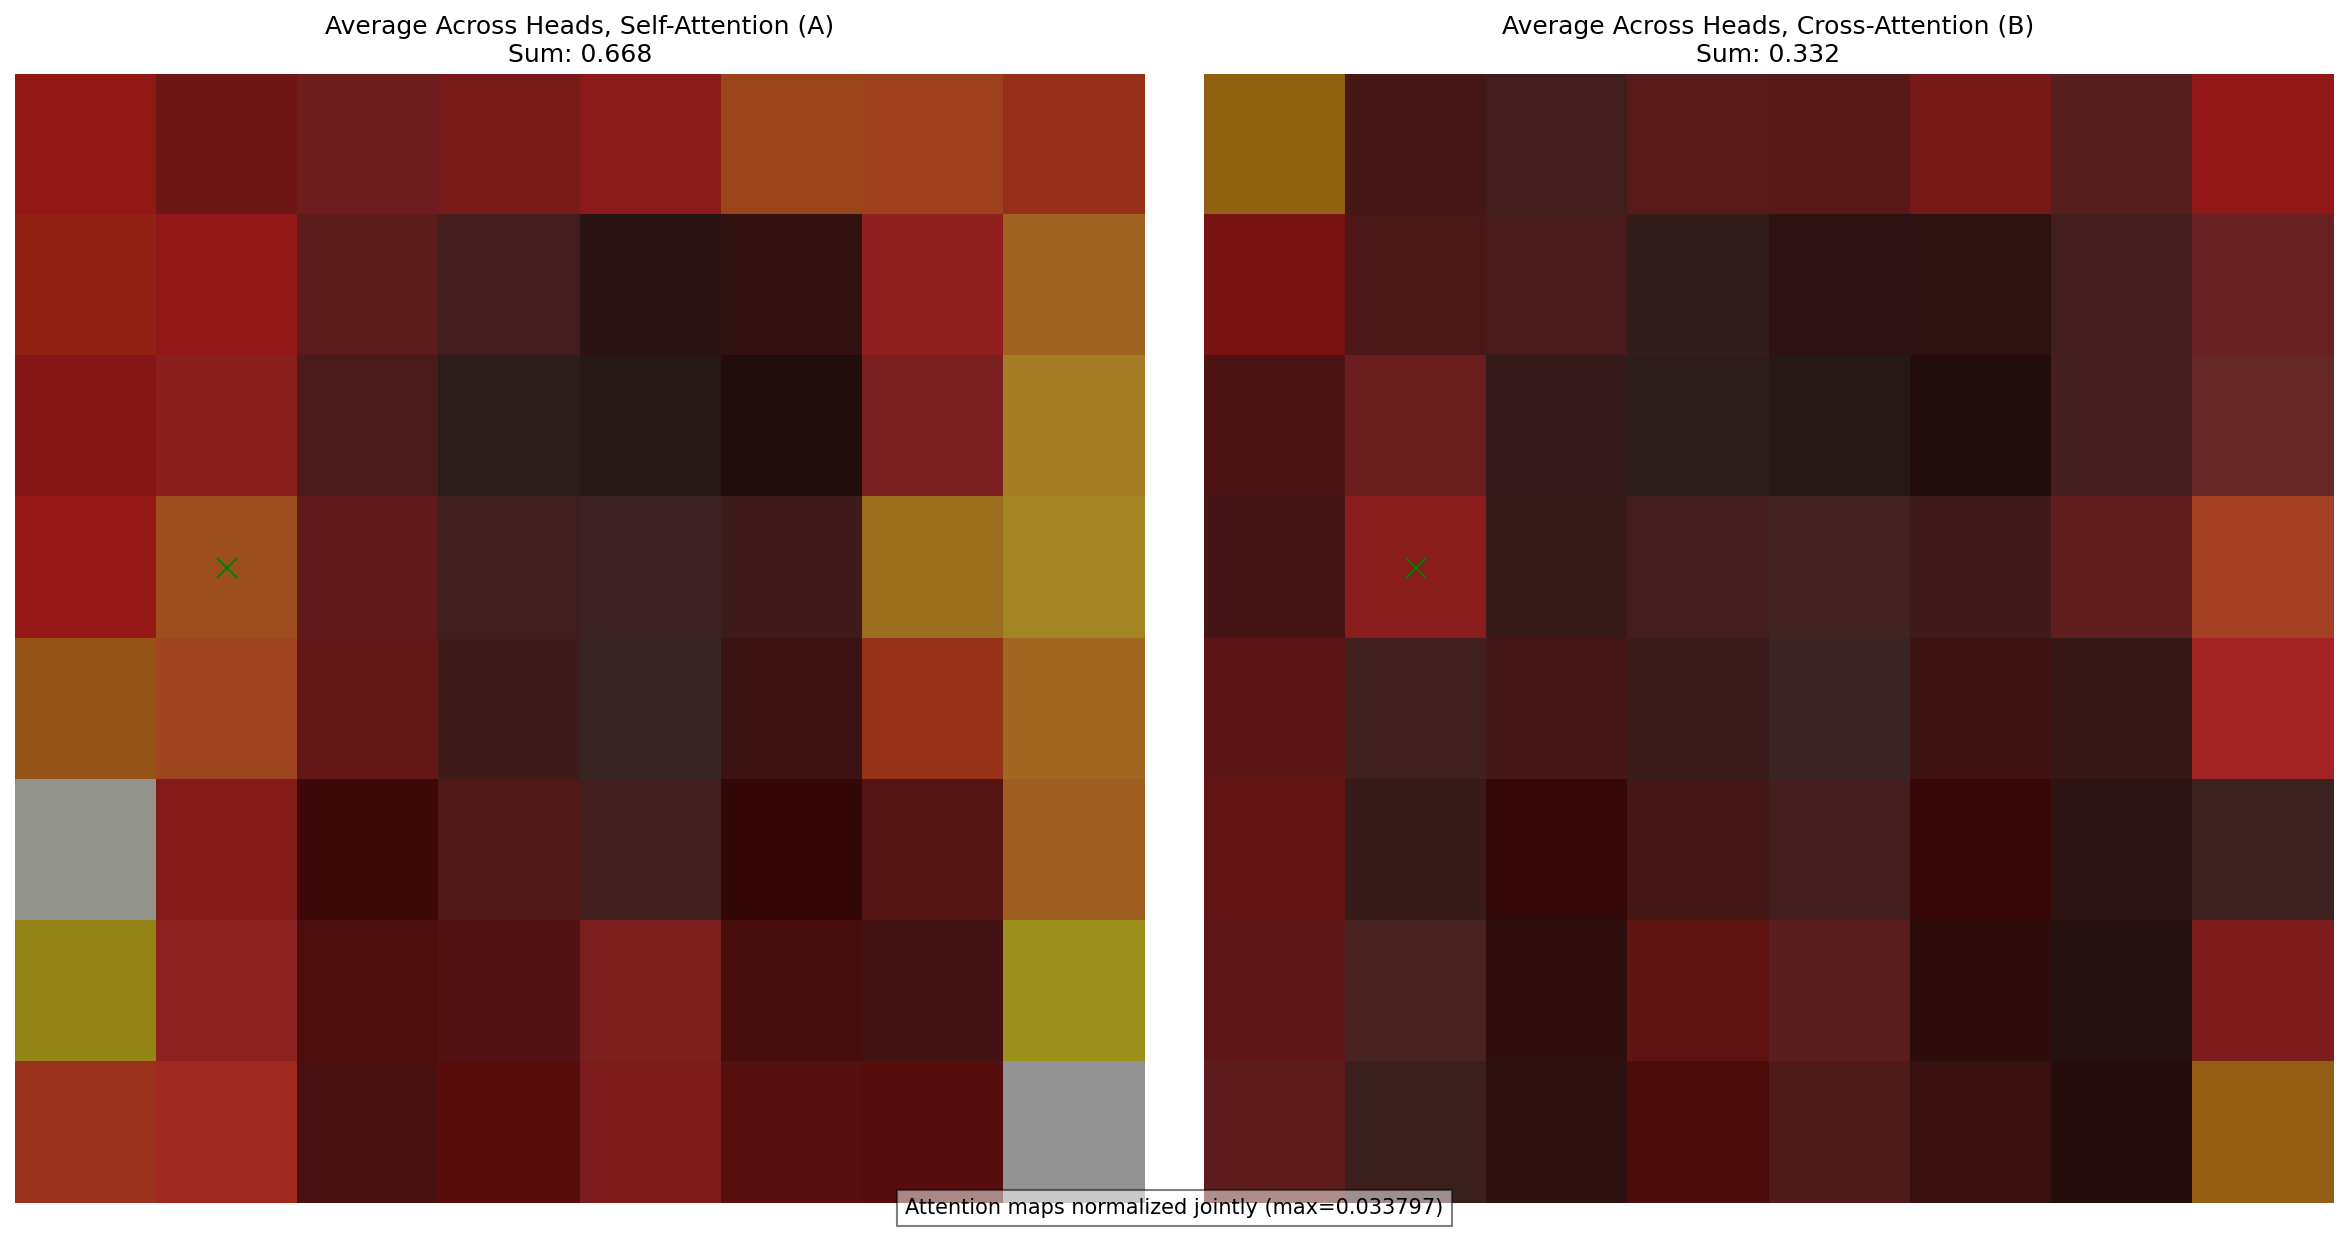 Average Across Heads, Self-Attention (A)
Sum: 0.668
Average Across Heads, Cross-Attention (B)
Sum: 0.332
Attention maps normalized jointly (max=0.033797)